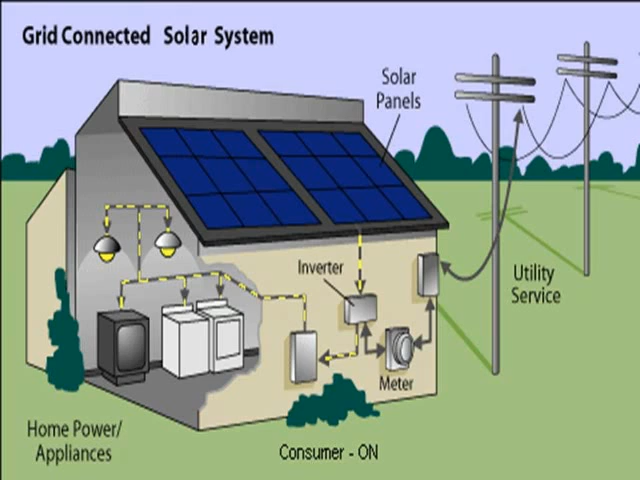 Grid Connected Solar System
Solar
Panels
Inverter
Utility
Service
Meter
Home Power/
Appliances
Consumer - ON